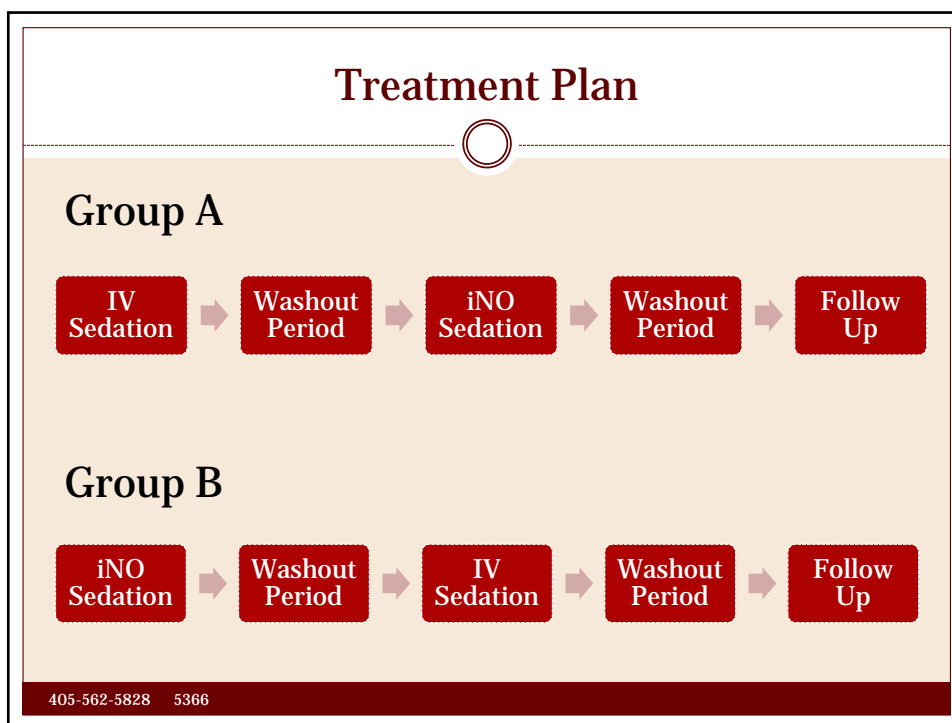 Treatment Plan
Group A
IV
Sedation
Washout
Period
iNO
Sedation
Washout
Period
Follow
Up
Group B
iNO
Sedation
Washout
Period
IV
Sedation
Washout
Period
Follow
Up
405-562-5828 5366